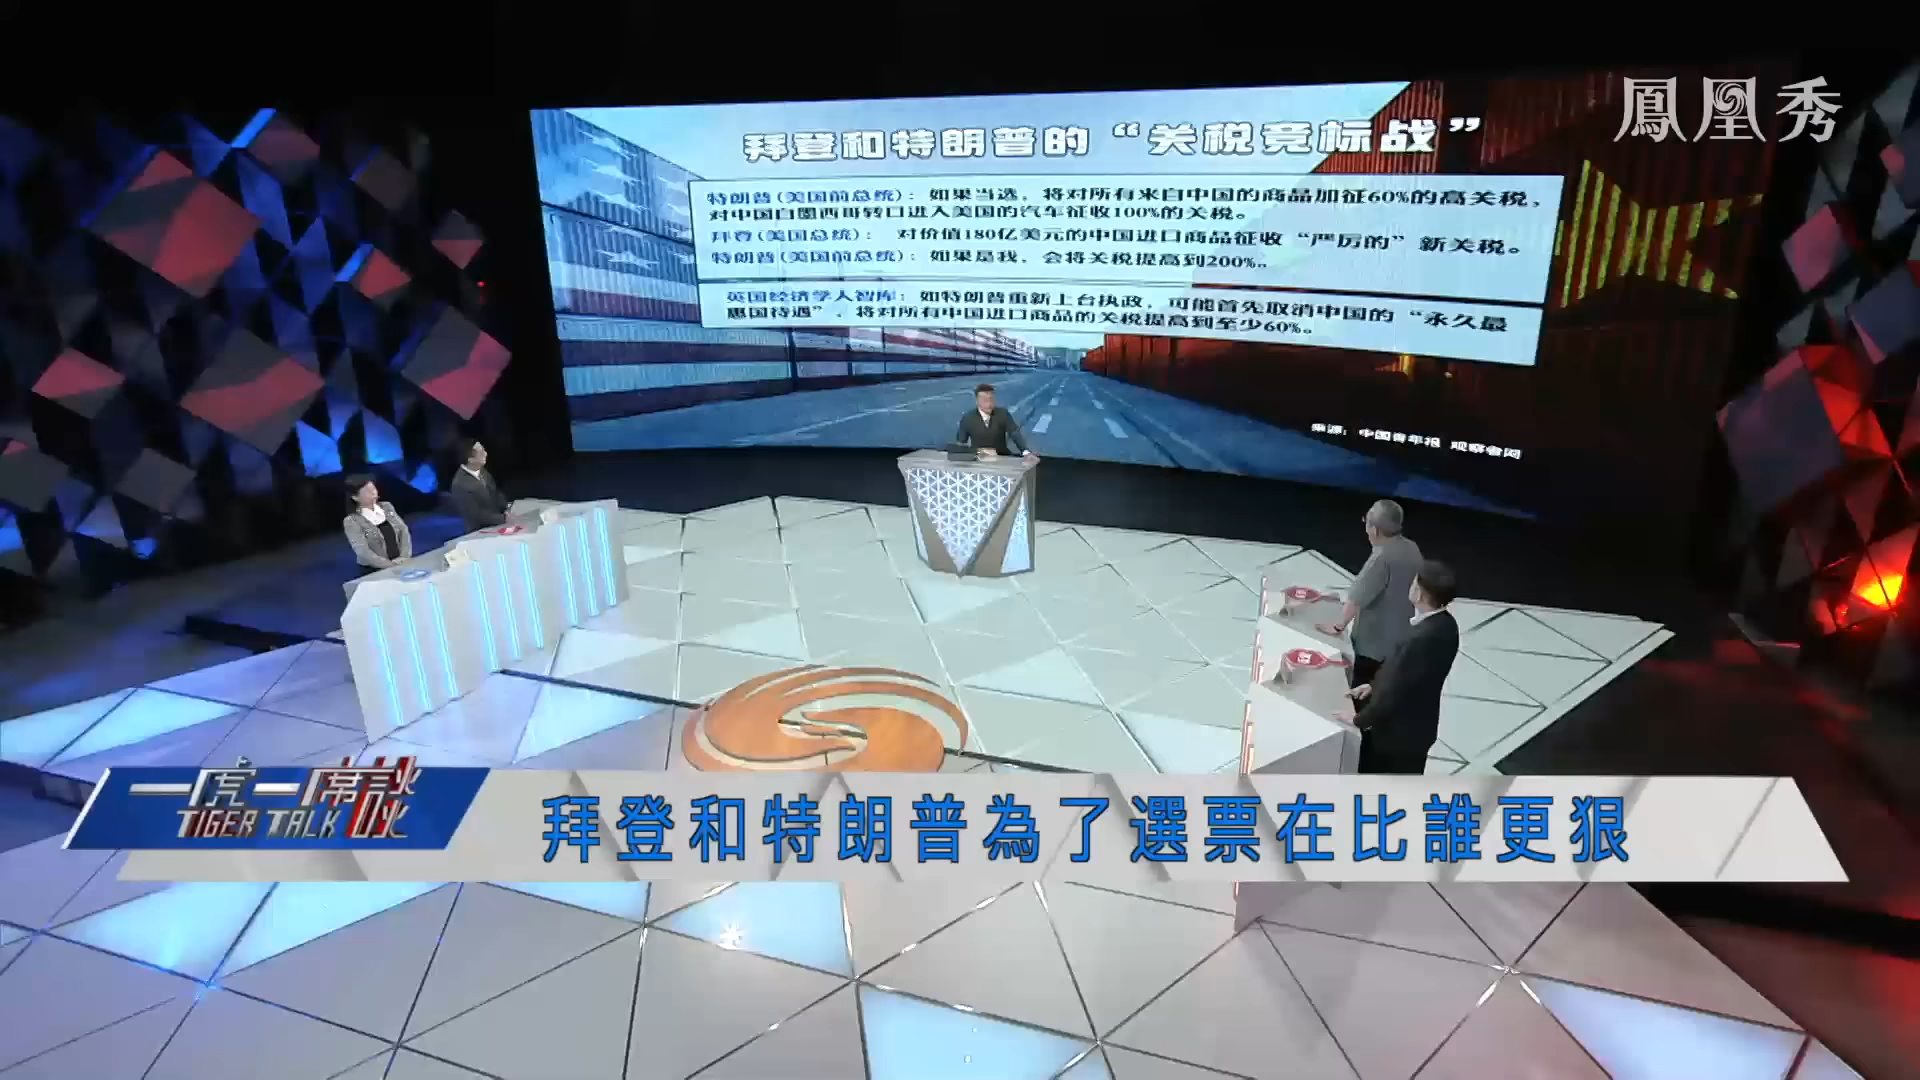 鳳凰秀
拜登和特朗普的“关税竞标战”
特朗普(美国前总统)：如果当选，将对所有来自中国的商品加征60%的高关税，
对中国自墨西哥转口进入美国的汽车征收100%的关税。
拜登(美国总统)： 对价值180亿美元的中国进口商品征收“严厉的”新关税。
特朗普(美国前总统)：如果是我，会将关税提高到200%..
英国经济学人智库：如特朗普重新上台执政，可能首先取消中国的“永久最
惠国待遇”，将对所有中国进口商品的关税提高到至少60%。
来源：中国青年报 观察者网
一虎一席談
TIGER TALK
拜登和特朗普為了選票在比誰更狠